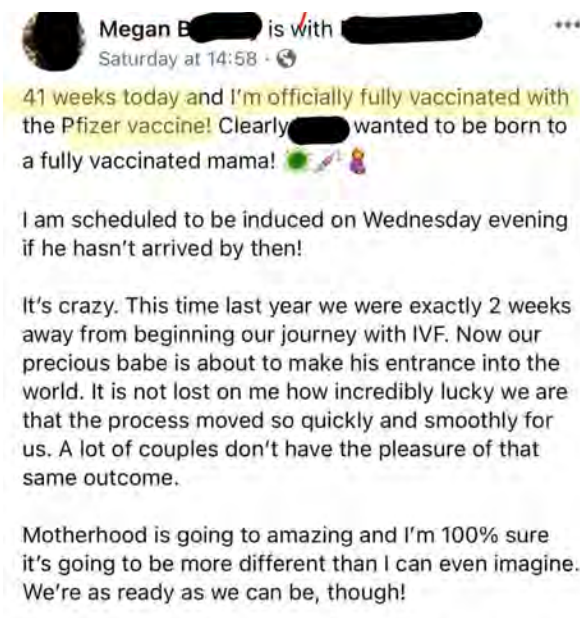 Megan B is with
Saturday at 14:58 ·
41 weeks today and I'm officially fully vaccinated with
the Pfizer vaccine! Clearly wanted to be born to
a fully vaccinated mama!
I am scheduled to be induced on Wednesday evening
if he hasn't arrived by then!
It's crazy. This time last year we were exactly 2 weeks
away from beginning our journey with IVF. Now our
precious babe is about to make his entrance into the
world. It is not lost on me how incredibly lucky we are
that the process moved so quickly and smoothly for
us. A lot of couples don't have the pleasure of that
same outcome.
Motherhood is going to amazing and I'm 100% sure
it's going to be more different than I can even imagine.
We're as ready as we can be, though!